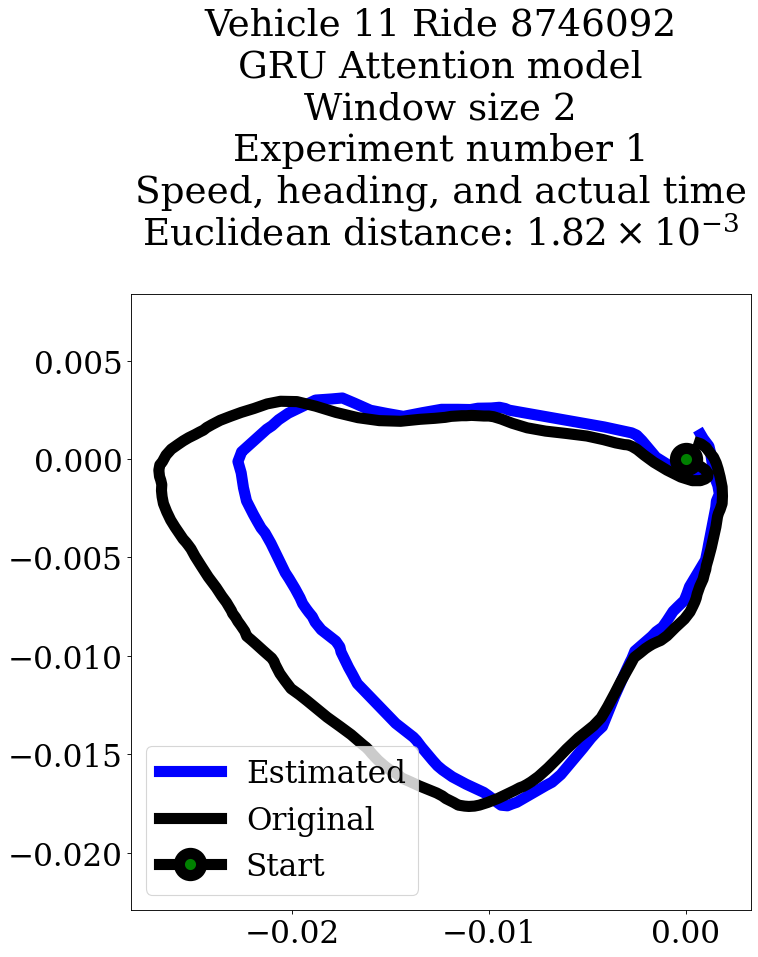 Vehicle 11 Ride 8746092
GRU Attention model
Window size 2
Experiment number 1
Speed, heading, and actual time
Euclidean distance: 1.82 × 10⁻³
0.005
0.000
−0.005
−0.010
−0.015
−0.020
Estimated
Original
Start
−0.02 −0.01 0.00